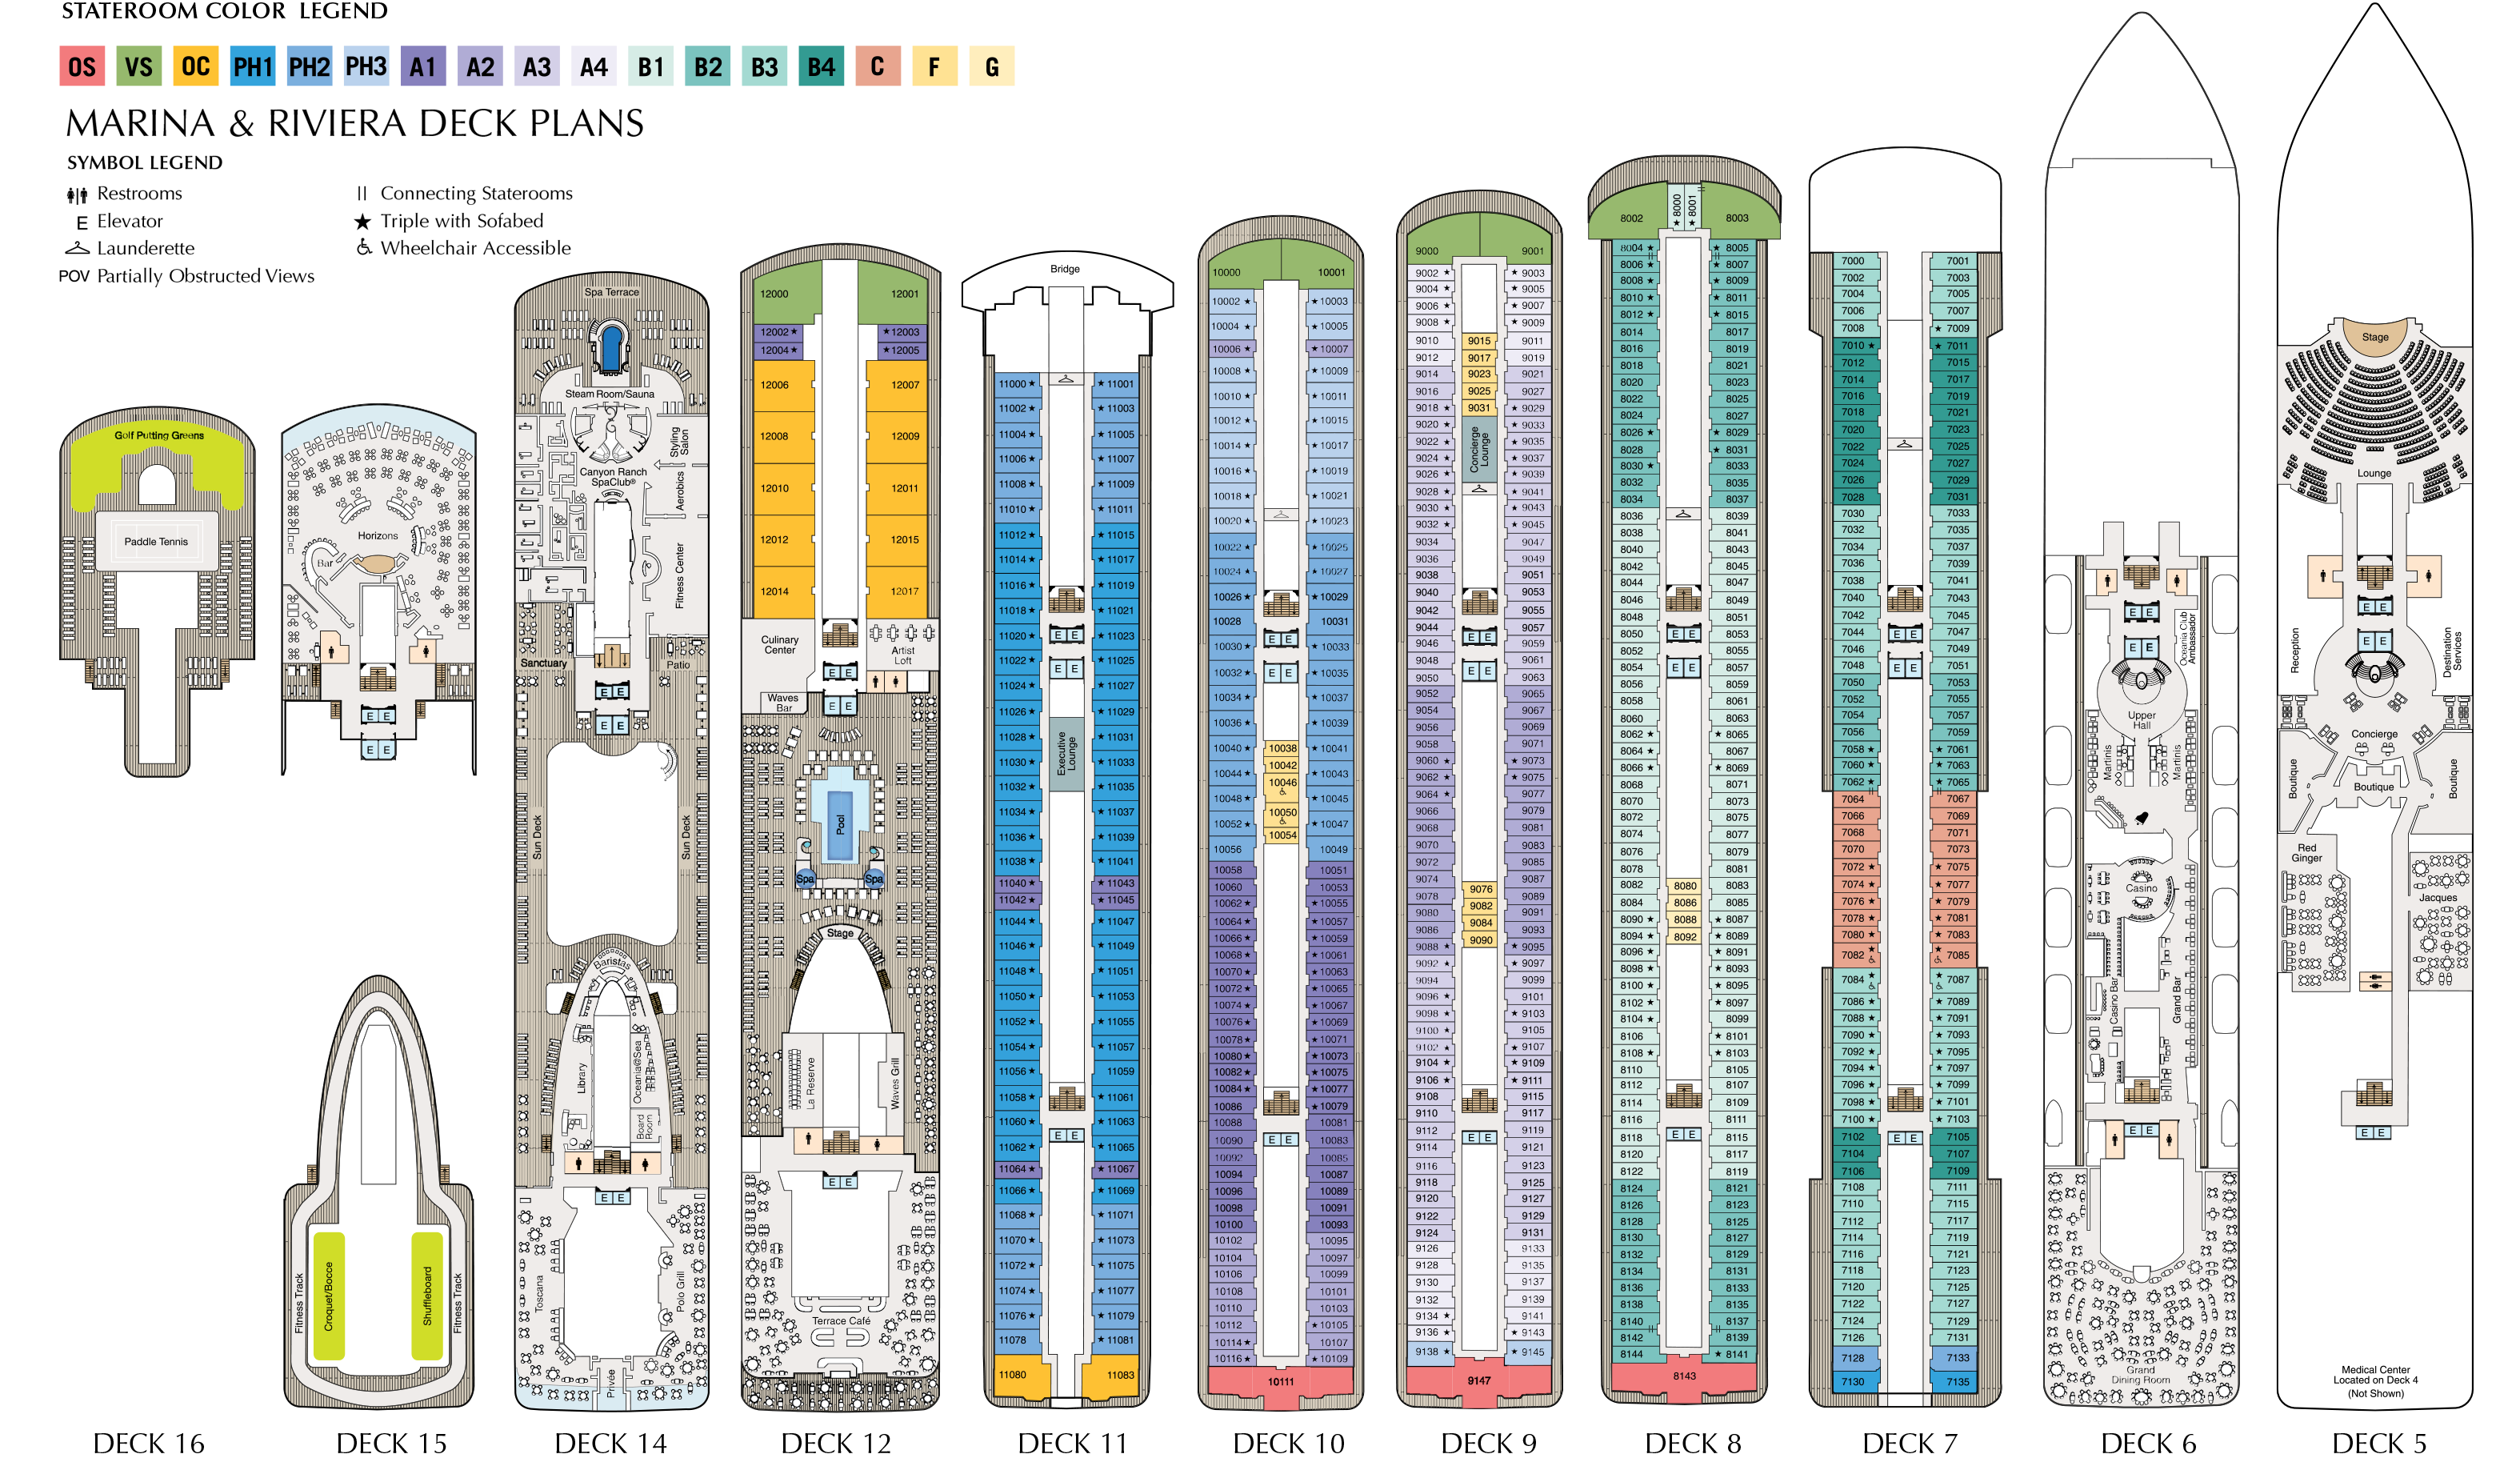 STATEROOM COLOR LEGEND
OS VS OC PH1 PH2 PH3 A1 A2 A3 A4 B1 B2 B3 B4 C F G
MARINA & RIVIERA DECK PLANS
SYMBOL LEGEND
Restrooms
E Elevator
Launderette
POV Partially Obstructed Views
|| Connecting Staterooms
★ Triple with Sofabed
Wheelchair Accessible
Golf Putting Greens
Paddle Tennis
DECK 16
Horizons
Bar
E E
E E
Fitness Track
Croquet/Bocce
Shuffleboard
Fitness Track
DECK 15
Spa Terrace
Steam Room/Sauna
Styling
Salon
Canyon Ranch
SpaClub®
Aerobics
Fitness Center
Sanctuary
Patio
E E
E E
Sun Deck
Sun Deck
Baristas
Library
Oceania@Sea
Board
Room
E E
Toscana
Polo Grill
Privée
DECK 14
12000 12001
12002 ★ ★ 12003
12004 ★ ★ 12005
12006 12007
12008 12009
12010 12011
12012 12015
12014 12017
Culinary
Center
Artist
Loft
E E
Waves
Bar
E E
Pool
Spa Spa
Stage
La Reserve
Waves Grill
E E
Terrace Café
DECK 12
Bridge
11000 ★ ★ 11001
11002 ★ ★ 11003
11004 ★ ★ 11005
11006 ★ ★ 11007
11008 ★ ★ 11009
11010 ★ ★ 11011
11012 ★ ★ 11015
11014 ★ ★ 11017
11016 ★ ★ 11019
11018 ★ ★ 11021
11020 ★ E E ★ 11023
11022 ★ E E ★ 11025
11024 ★ ★ 11027
11026 ★ ★ 11029
11028 ★ ★ 11031
Executive
Lounge
11030 ★ ★ 11033
11032 ★ ★ 11035
11034 ★ ★ 11037
11036 ★ ★ 11039
11038 ★ ★ 11041
11040 ★ ★ 11043
11042 ★ ★ 11045
11044 ★ ★ 11047
11046 ★ ★ 11049
11048 ★ ★ 11051
11050 ★ ★ 11053
11052 ★ ★ 11055
11054 ★ ★ 11057
11056 ★ 11059
11058 ★ ★ 11061
11060 ★ ★ 11063
E E
11062 ★ ★ 11065
11064 ★ ★ 11067
11066 ★ ★ 11069
11068 ★ ★ 11071
11070 ★ ★ 11073
11072 ★ ★ 11075
11074 ★ ★ 11077
11076 ★ ★ 11079
11078 ★ 11081
11080 11083
DECK 11
10000 10001
10002 ★ ★ 10003
10004 ★ ★ 10005
10006 ★ ★ 10007
10008 ★ ★ 10009
10010 ★ ★ 10011
10012 ★ ★ 10015
10014 ★ ★ 10017
10016 ★ ★ 10019
10018 ★ ★ 10021
10020 ★ ★ 10023
10022 ★ ★ 10025
10024 ★ ★ 10027
10026 ★ ★ 10029
10028 10031
E E
10030 ★ ★ 10033
10032 ★ E E ★ 10035
10034 ★ ★ 10037
10036 ★ ★ 10039
10040 ★ 10038 ★ 10041
10042
10044 ★ 10046 ★ 10043
10048 ★ 10050 ★ 10045
10052 ★ 10054 ★ 10047
10056 10049
10058 10051
10060 10053
10062 ★ ★ 10055
10064 ★ ★ 10057
10066 ★ ★ 10059
10068 ★ ★ 10061
10070 ★ ★ 10063
10072 ★ ★ 10065
10074 ★ ★ 10067
10076 ★ ★ 10069
10078 ★ ★ 10071
10080 ★ ★ 10073
10082 ★ ★ 10075
10084 ★ ★ 10077
10086 ★ 10079
10088 10081
10090 E E 10083
10092 10085
10094 10087
10096 10089
10098 10091
10100 10093
10102 10095
10104 10097
10106 10099
10108 10101
10110 10103
10112 ★ 10105
10114 ★ 10107
10116 ★ ★ 10109
10111
DECK 10
9000 9001
9002 ★ ★ 9003
9004 ★ ★ 9005
9006 ★ ★ 9007
9008 ★ ★ 9009
9010 9015 9011
9012 9017 9019
9014 9023 9021
9016 9025 9027
9018 ★ 9031 ★ 9029
9020 ★ ★ 9033
Concierge
Lounge
9022 ★ ★ 9035
9024 ★ ★ 9037
9026 ★ ★ 9039
9028 ★ ★ 9041
9030 ★ ★ 9043
9032 ★ ★ 9045
9034 9047
9036 9049
9038 9051
9040 9053
9042 9055
9044 9057
9046 E E 9059
9048 9061
9050 E E 9063
9052 9065
9054 9067
9056 9069
9058 9071
9060 ★ ★ 9073
9062 ★ ★ 9075
9064 ★ 9077
9066 9079
9068 9081
9070 9083
9072 9085
9074 9076 9087
9078 9082 9089
9080 9084 9091
9086 9090 9093
9088 ★ ★ 9095
9092 ★ ★ 9097
9094 9099
9096 ★ 9101
9098 ★ ★ 9103
9100 ★ 9105
9102 ★ ★ 9107
9104 ★ ★ 9109
9106 ★ ★ 9111
9108 9115
9110 9117
9112 E E 9119
9114 9121
9116 9123
9118 9125
9120 9127
9122 9129
9124 9131
9126 9133
9128 9135
9130 9137
9132 9139
9134 ★ 9141
9136 ★ ★ 9143
9138 ★ ★ 9145
9147
DECK 9
8002 ★ 8000 ★ 8001 8003
8004 ★ ★ 8005
8006 ★ ★ 8007
8008 ★ ★ 8009
8010 ★ ★ 8011
8012 ★ ★ 8015
8014 8017
8016 8019
8018 8021
8020 8023
8022 8025
8024 8027
8026 ★ ★ 8029
8028 ★ 8031
8030 ★ 8033
8032 8035
8034 8037
8036 8039
8038 8041
8040 8043
8042 8045
8044 8047
8046 8049
8048 8051
8050 E E 8053
8052 8055
8054 E E 8057
8056 8059
8058 8061
8060 8063
8062 ★ ★ 8065
8064 ★ 8067
8066 ★ ★ 8069
8068 8071
8070 8073
8072 8075
8074 8077
8076 8079
8078 8081
8082 8080 8083
8084 8086 8085
8090 ★ 8088 ★ 8087
8094 ★ 8092 ★ 8089
8096 ★ ★ 8091
8098 ★ ★ 8093
8100 ★ ★ 8095
8102 ★ ★ 8097
8104 ★ 8099
8106 ★ 8101
8108 ★ ★ 8103
8110 8105
8112 8107
8114 8109
8116 8111
8118 E E 8115
8120 8117
8122 8119
8124 8121
8126 8123
8128 8125
8130 8127
8132 8129
8134 8131
8136 8133
8138 8135
8140 8137
8142 8139
8144 ★ 8141
8143
DECK 8
7000 7001
7002 7003
7004 7005
7006 7007
7008 ★ 7009
7010 ★ ★ 7011
7012 7015
7014 7017
7016 7019
7018 7021
7020 7023
7022 7025
7024 7027
7026 7029
7028 7031
7030 7033
7032 7035
7034 7037
7036 7039
7038 7041
7040 7043
7042 7045
7044 E E 7047
7046 7049
7048 E E 7051
7050 7053
7052 7055
7054 7057
7056 7059
7058 ★ ★ 7061
7060 ★ ★ 7063
7062 ★ ★ 7065
7064 7067
7066 7069
7068 7071
7070 7073
7072 ★ ★ 7075
7074 ★ ★ 7077
7076 ★ ★ 7079
7078 ★ ★ 7081
7080 ★ ★ 7083
7082 ★ ★ 7085
7084 ★ ★ 7087
7086 ★ ★ 7089
7088 ★ ★ 7091
7090 ★ ★ 7093
7092 ★ ★ 7095
7094 ★ ★ 7097
7096 ★ ★ 7099
7098 ★ ★ 7101
7100 ★ ★ 7103
7102 E E 7105
7104 7107
7106 7109
7108 7111
7110 7115
7112 7117
7114 7119
7116 7121
7118 7123
7120 7125
7122 7127
7124 7129
7126 7131
7128 7133
7130 7135
DECK 7
E E
E E
Oceania Club
Ambassador
Upper
Hall
Martinis
Martinis
Casino
Casino Bar
Grand Bar
E E
Grand
Dining Room
DECK 6
Stage
Lounge
E E
E E
Reception
Destination
Services
Concierge
Boutique
Boutique
Boutique
Red
Ginger
Jacques
E E
Medical Center
Located on Deck 4
(Not Shown)
DECK 5